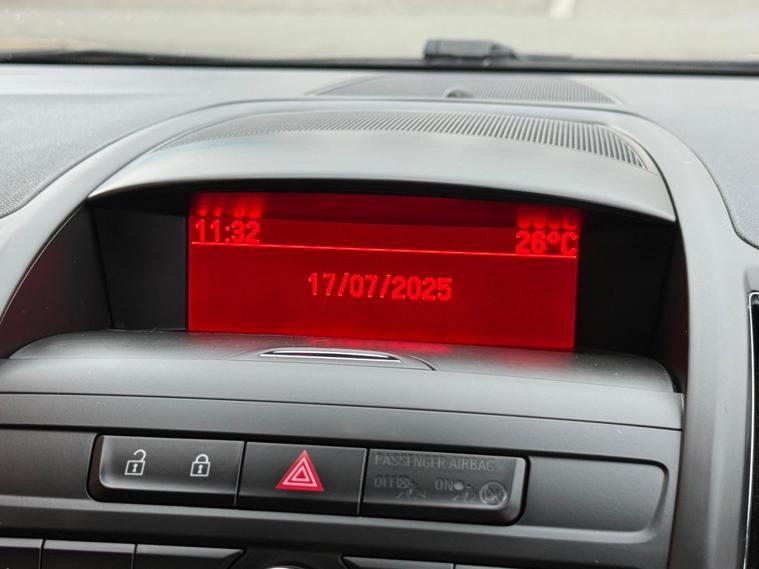 11:32 26°C
17/07/2025
PASSENGER AIRBAG
OFF ON